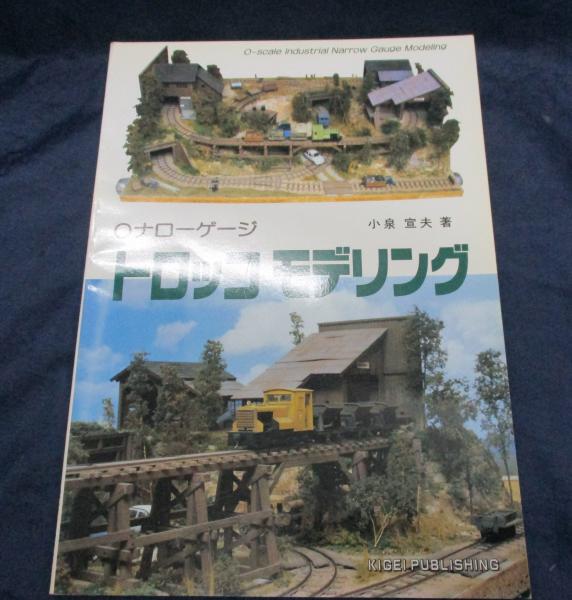 O-scale Industrial Narrow Gauge Modeling
Oナローゲージ
小泉 宣夫 著
トロッコ モデリング
KIGEI PUBLISHING